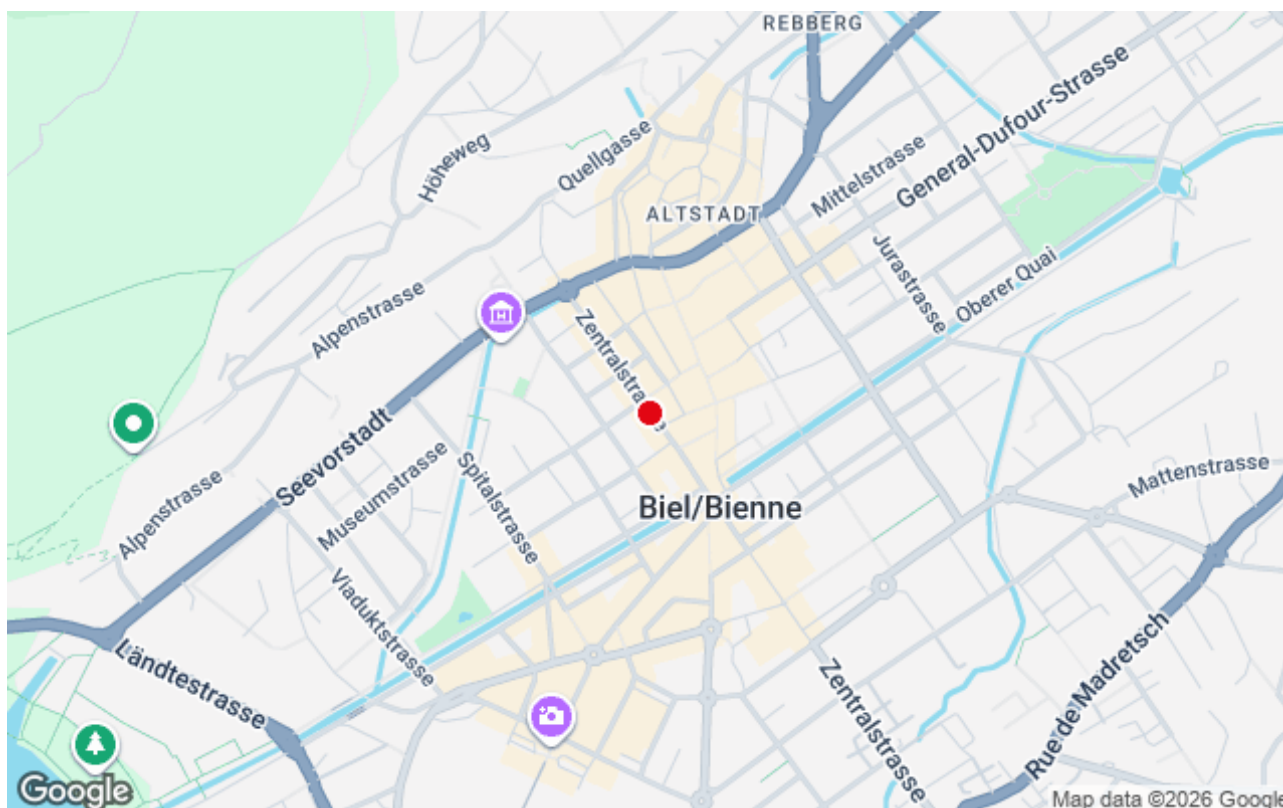 REBBERG
General-Dufour-Strasse
Höheweg
Quellgasse
Mittelstrasse
ALTSTADT
Jurastrasse
Oberer Quai
Alpenstrasse
Zentralstrasse
Seevorstadt
Museumstrasse
Spitalstrasse
Mattenstrasse
Biel/Bienne
Alpenstrasse
Viaduktstrasse
Ländtestrasse
Zentralstrasse
Rue de Madretsch
Google
Map data ©2026 Google